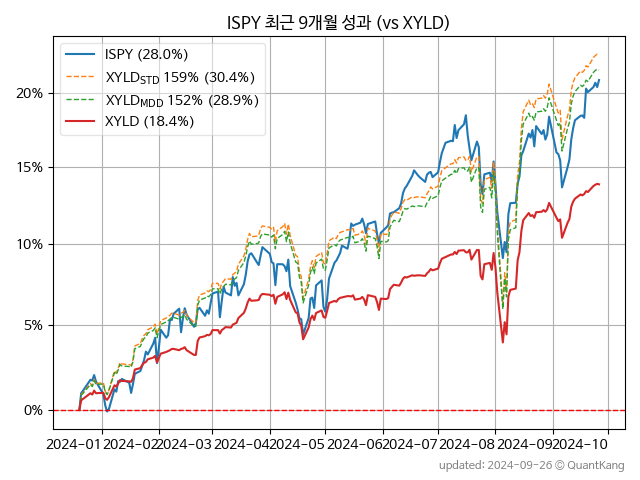 ISPY 최근 9개월 성과 (vs XYLD)
ISPY (28.0%)
XYLD_STD 159% (30.4%)
XYLD_MDD 152% (28.9%)
XYLD (18.4%)
20%
15%
10%
5%
0%
2024-01 2024-02 2024-03 2024-04 2024-05 2024-06 2024-07 2024-08 2024-09 2024-10
updated: 2024-09-26 © QuantKang